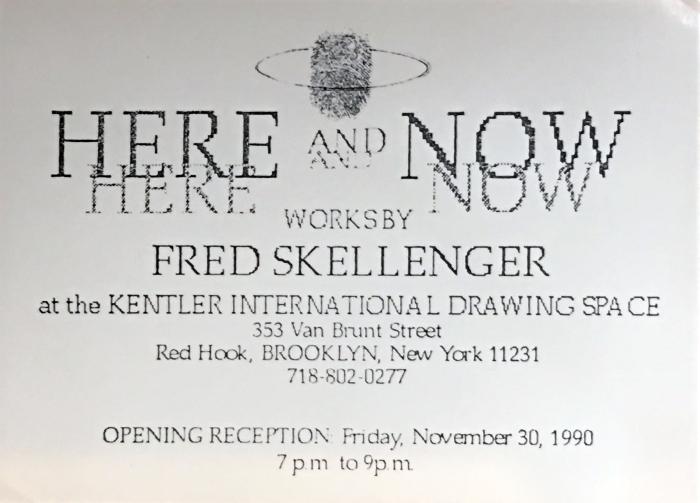 HERE AND NOW
HERE AND NOW
WORKS BY
FRED SKELLENGER
at the KENTLER INTERNATIONAL DRAWING SPACE
353 Van Brunt Street
Red Hook, BROOKLYN, New York 11231
718-802-0277
OPENING RECEPTION: Friday, November 30, 1990
7 p.m. to 9p.m.